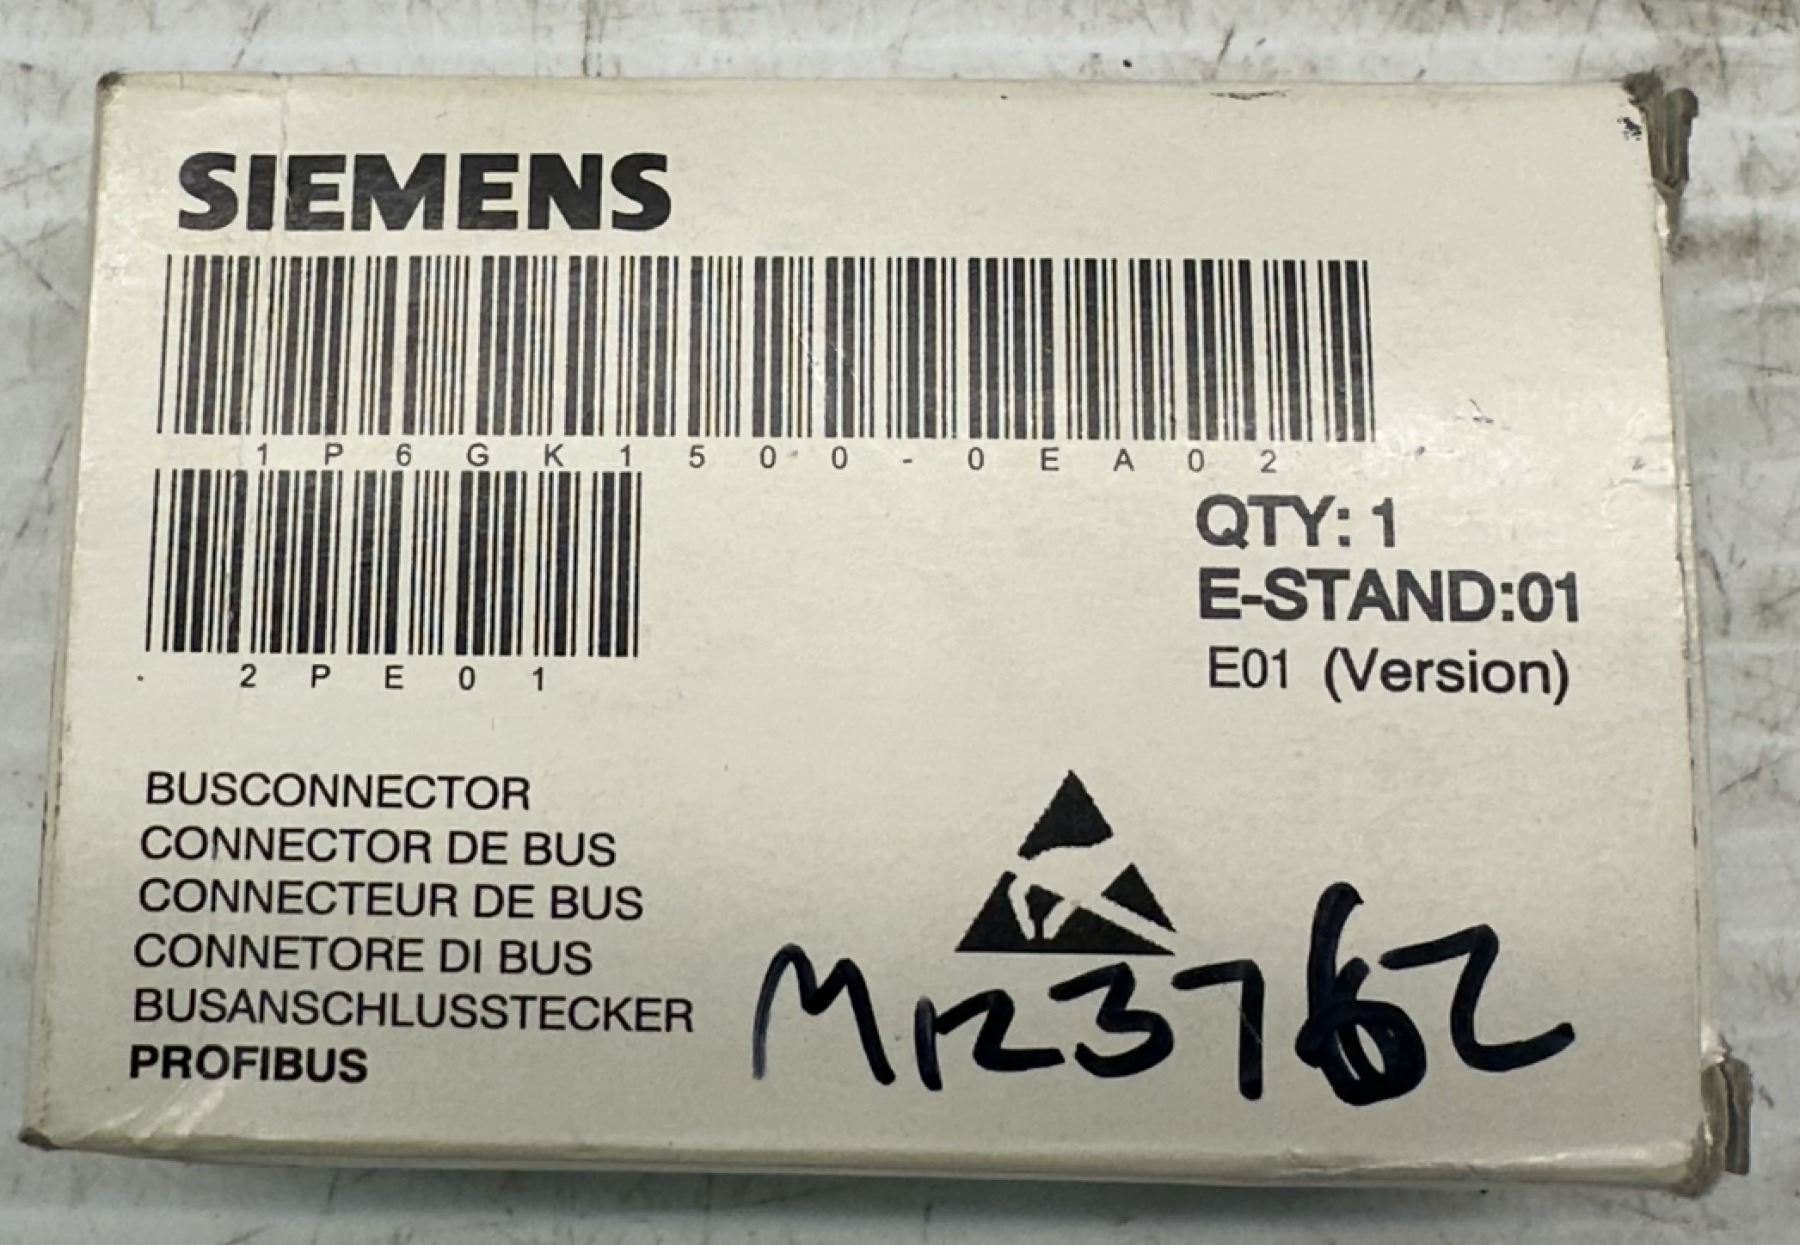 SIEMENS
1P6GK1500-0EA02
2PE01
QTY: 1
E-STAND:01
E01 (Version)
BUSCONNECTOR
CONNECTOR DE BUS
CONNECTEUR DE BUS
CONNETORE DI BUS
BUSANSCHLUSSTECKER
PROFIBUS